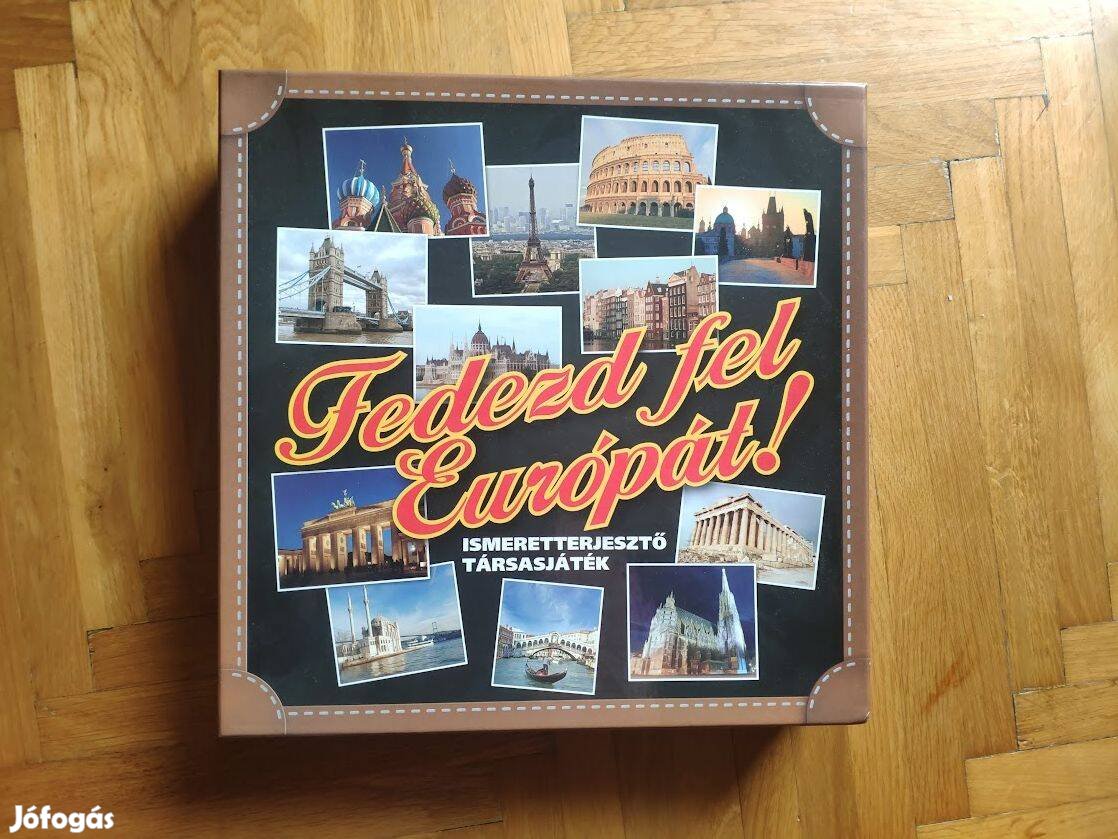 Fedezd fel
Európát!
ISMERETTERJESZTŐ
TÁRSASJÁTÉK
Jófogás